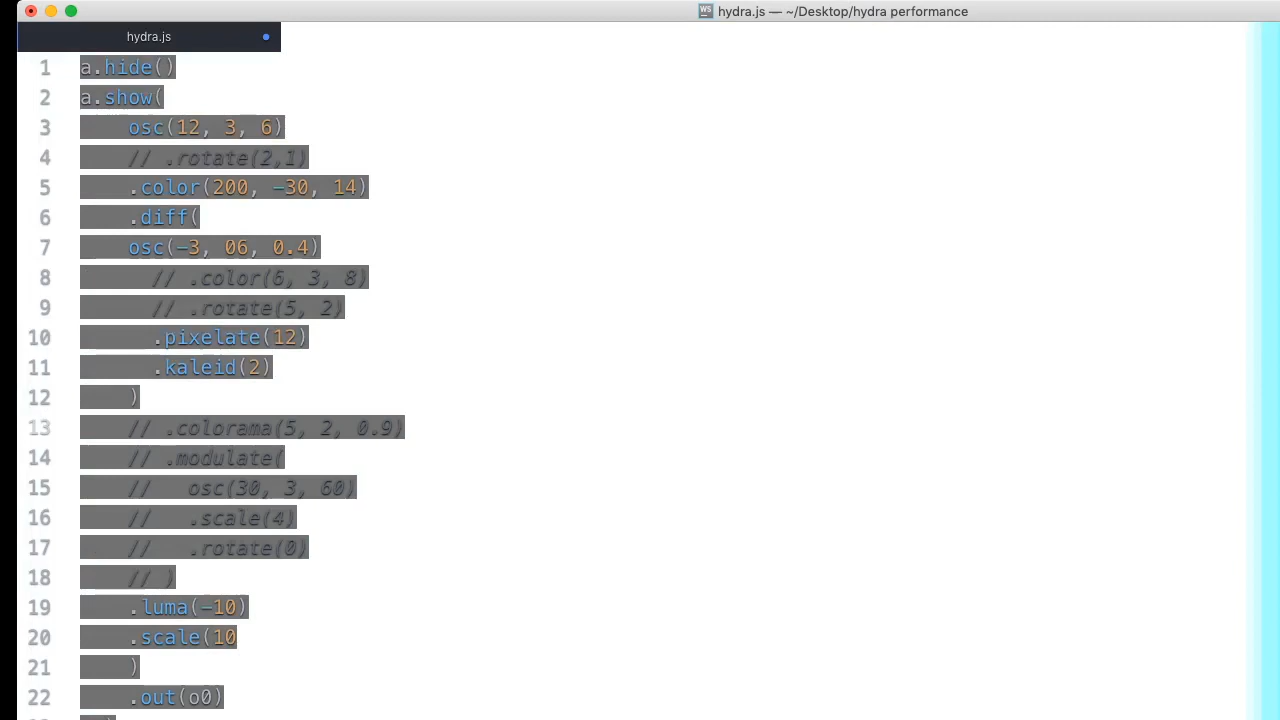 hydra.js — ~/Desktop/hydra performance
hydra.js
1 a.hide()
2 a.show(
3 osc(12, 3, 6)
4 // .rotate(2,1)
5 .color(200, -30, 14)
6 .diff(
7 osc(-3, 06, 0.4)
8 // .color(6, 3, 8)
9 // .rotate(5, 2)
10 .pixelate(12)
11 .kaleid(2)
12 )
13 // .colorama(5, 2, 0.9)
14 // .modulate(
15 // osc(30, 3, 60)
16 // .scale(4)
17 // .rotate(0)
18 // )
19 .luma(-10)
20 .scale(10
21 )
22 .out(o0)